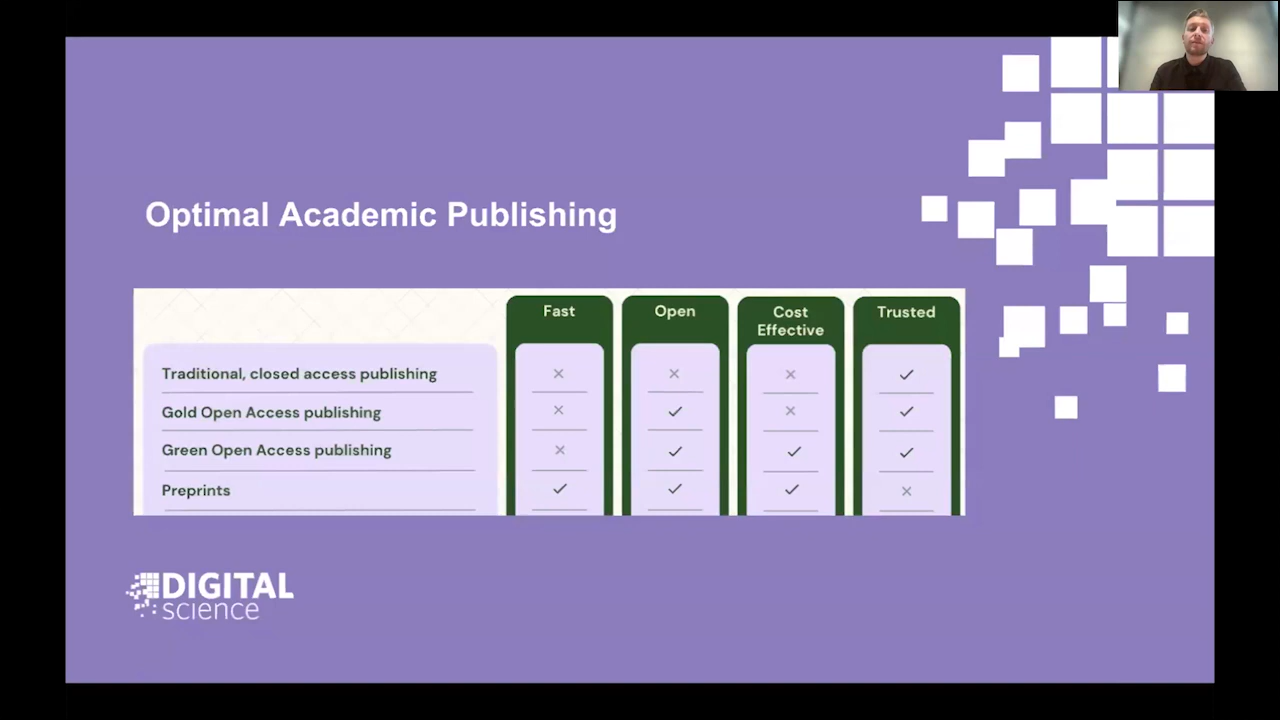 Optimal Academic Publishing
Fast
Open
Cost
Effective
Trusted
Traditional, closed access publishing
Gold Open Access publishing
Green Open Access publishing
Preprints
DIGITAL
science